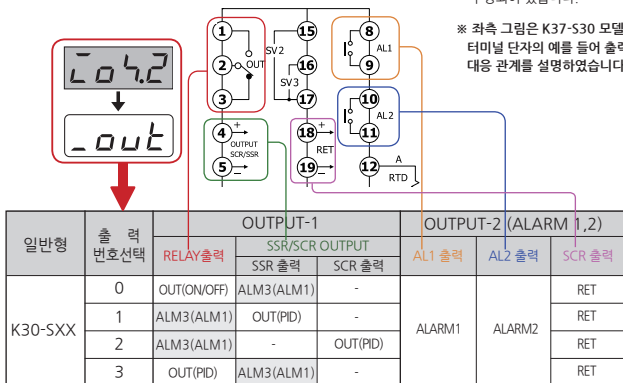 ※ 좌측 그림은 K37-S30 모델
터미널 단자의 예를 들어 출력
대응 관계를 설명하였습니다
io4.2
_out
1
2
3
4
5
OUT
+
OUTPUT
SCR/SSR
−
15
16
17
18
19
SV2
SV3
+
RET
−
8
9
10
11
12
AL1
AL2
A
RTD
일반형
출 력
번호선택
OUTPUT-1
OUTPUT-2 (ALARM 1,2)
RELAY출력
SSR/SCR OUTPUT
SSR 출력
SCR 출력
AL1 출력
AL2 출력
SCR 출력
K30-SXX
0
OUT(ON/OFF)
ALM3(ALM1)
-
ALARM1
ALARM2
RET
1
ALM3(ALM1)
OUT(PID)
-
RET
2
ALM3(ALM1)
-
OUT(PID)
RET
3
OUT(PID)
ALM3(ALM1)
-
RET